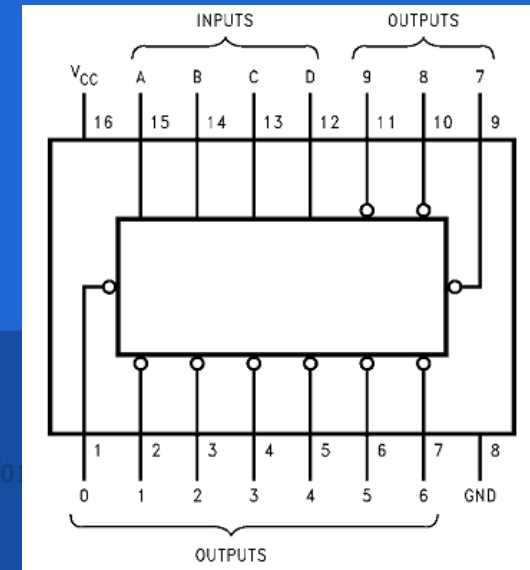 INPUTS OUTPUTS
VCC A B C D 9 8 7
16 15 14 13 12 11 10 9
1 2 3 4 5 6 7 8
0 1 2 3 4 5 6 GND
OUTPUTS